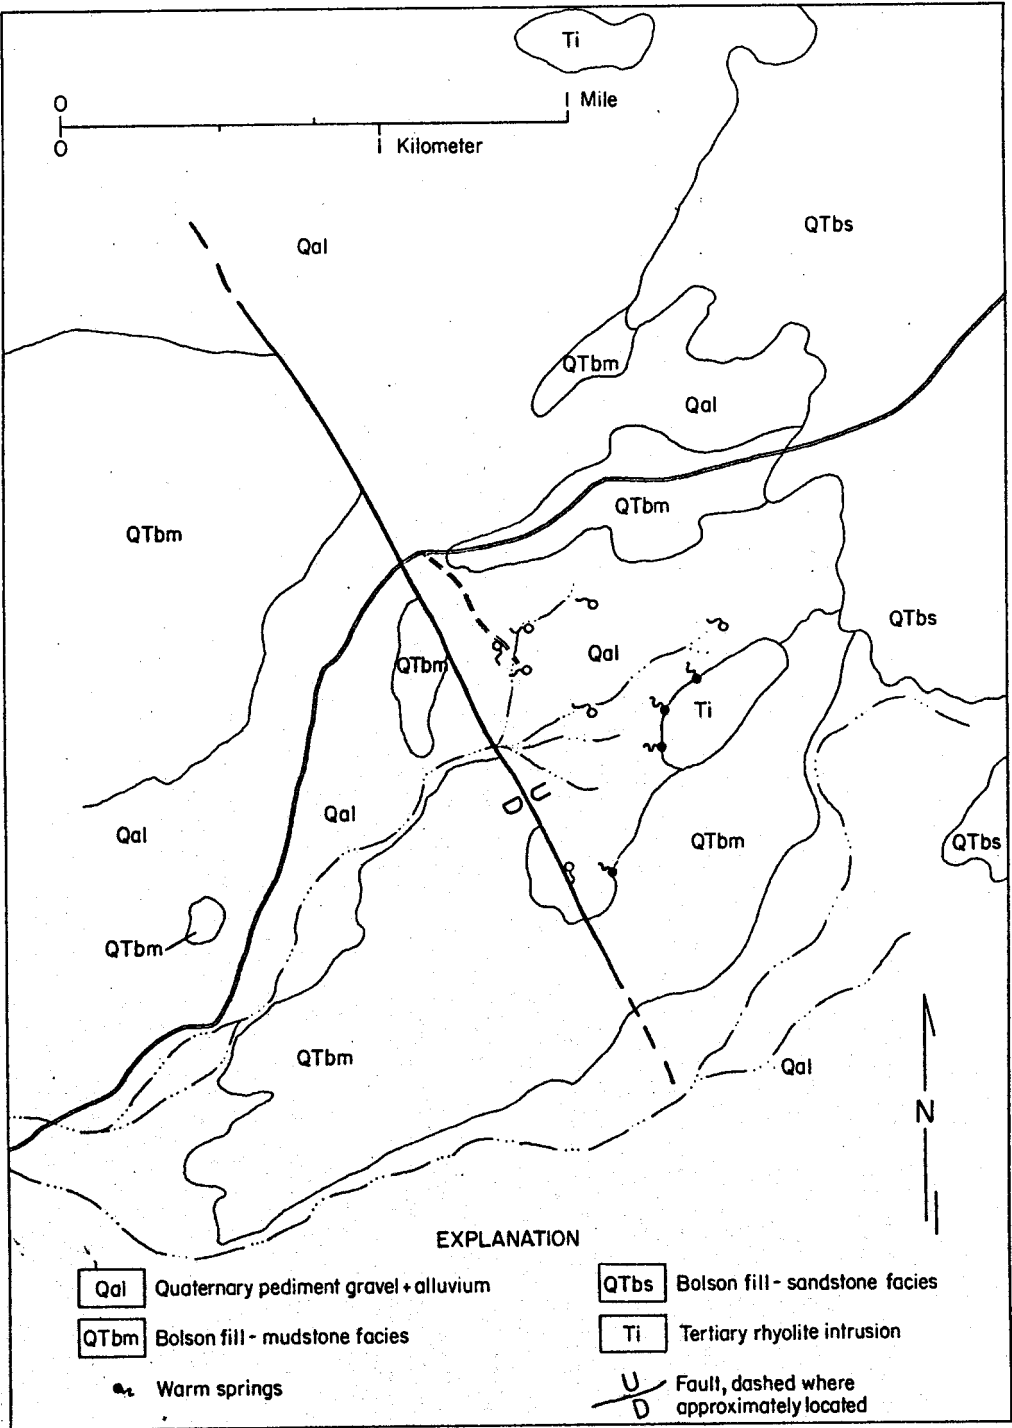 Ti
0
1 Mile
0
1 Kilometer
QTbs
Qal
QTbm
Qal
QTbm
QTbm
QTbs
Qal
QTbm
Ti
U
D
Qal
Qal
QTbm
QTbs
QTbm
QTbm
Qal
N
EXPLANATION
Qal Quaternary pediment gravel + alluvium
QTbs Bolson fill - sandstone facies
QTbm Bolson fill - mudstone facies
Ti Tertiary rhyolite intrusion
Warm springs
U
D
Fault, dashed where
approximately located